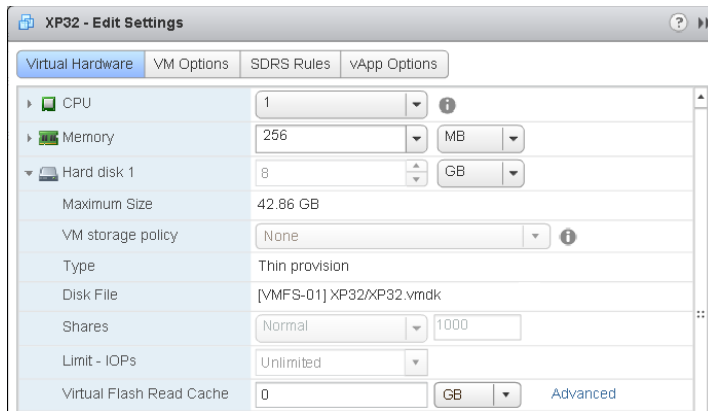 XP32 - Edit Settings ?
Virtual Hardware VM Options SDRS Rules vApp Options
CPU 1
Memory 256 MB
Hard disk 1 8 GB
Maximum Size 42.86 GB
VM storage policy None
Type Thin provision
Disk File [VMFS-01] XP32/XP32.vmdk
Shares Normal 1000
Limit - IOPs Unlimited
Virtual Flash Read Cache 0 GB Advanced